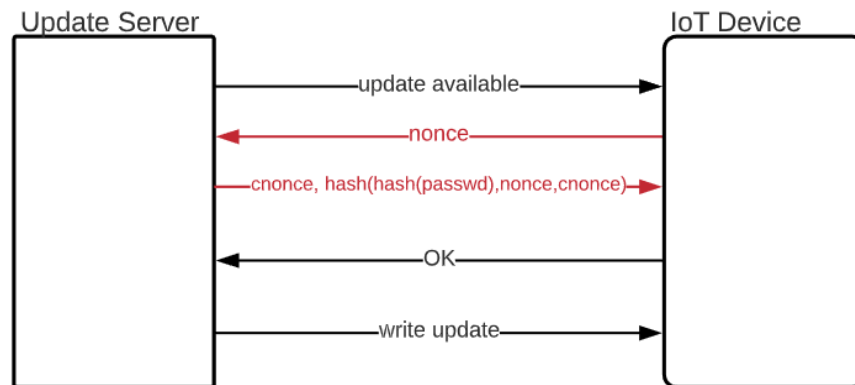 Update Server
IoT Device
update available
nonce
cnonce, hash(hash(passwd),nonce,cnonce)
OK
write update